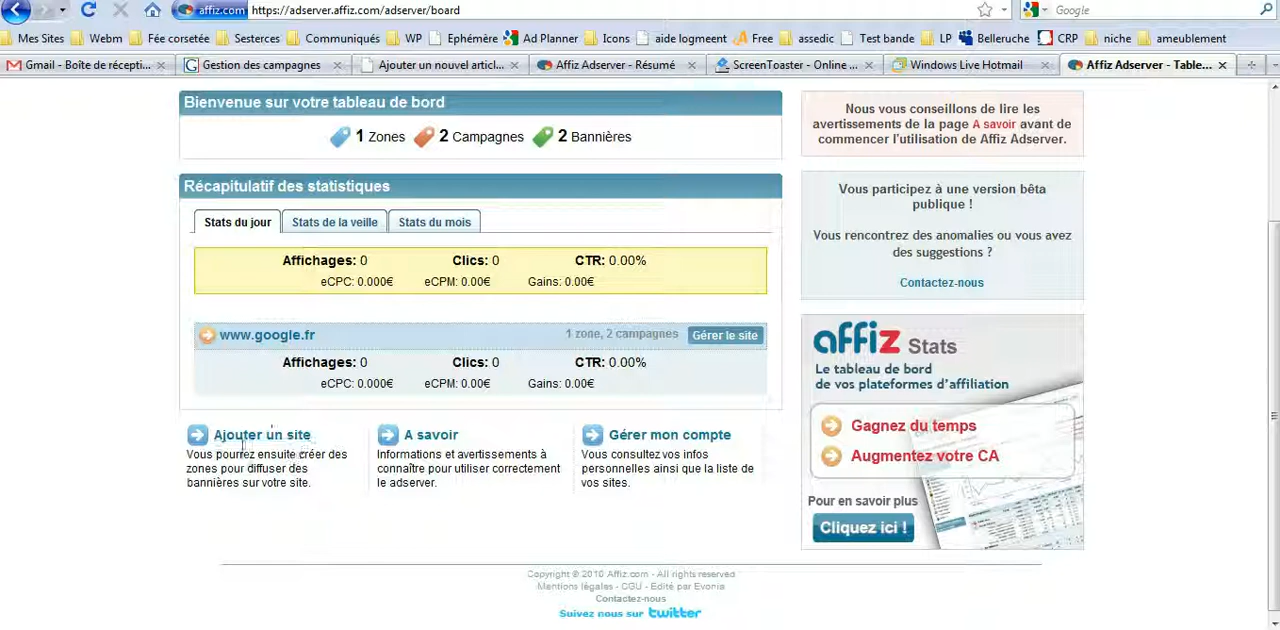 affiz.com https://adserver.affiz.com/adserver/board Google
Mes Sites Webm Fée corsetée Sesterces Communiqués WP Ephémère Ad Planner Icons aide logmeent Free assedic Test bande LP Belleruche CRP niche ameublement
Gmail - Boîte de récepti... Gestion des campagnes Ajouter un nouvel articl... Affiz Adserver - Résumé ScreenToaster - Online ... Windows Live Hotmail Affiz Adserver - Table...
Bienvenue sur votre tableau de bord
1 Zones 2 Campagnes 2 Bannières
Récapitulatif des statistiques
Stats du jour Stats de la veille Stats du mois
Affichages: 0 Clics: 0 CTR: 0.00%
eCPC: 0.000€ eCPM: 0.00€ Gains: 0.00€
www.google.fr 1 zone, 2 campagnes Gérer le site
Affichages: 0 Clics: 0 CTR: 0.00%
eCPC: 0.000€ eCPM: 0.00€ Gains: 0.00€
Ajouter un site
Vous pourrez ensuite créer des
zones pour diffuser des
bannières sur votre site.
A savoir
Informations et avertissements à
connaître pour utiliser correctement
le adserver.
Gérer mon compte
Vous consultez vos infos
personnelles ainsi que la liste de
vos sites.
Nous vous conseillons de lire les
avertissements de la page A savoir avant de
commencer l'utilisation de Affiz Adserver.
Vous participez à une version bêta
publique !
Vous rencontrez des anomalies ou vous avez
des suggestions ?
Contactez-nous
affiz Stats
Le tableau de bord
de vos plateformes d'affiliation
Gagnez du temps
Augmentez votre CA
Pour en savoir plus
Cliquez ici !
Copyright © 2010 Affiz.com - All rights reserved
Mentions légales - CGU - Edité par Evonia
Contactez-nous
Suivez nous sur twitter